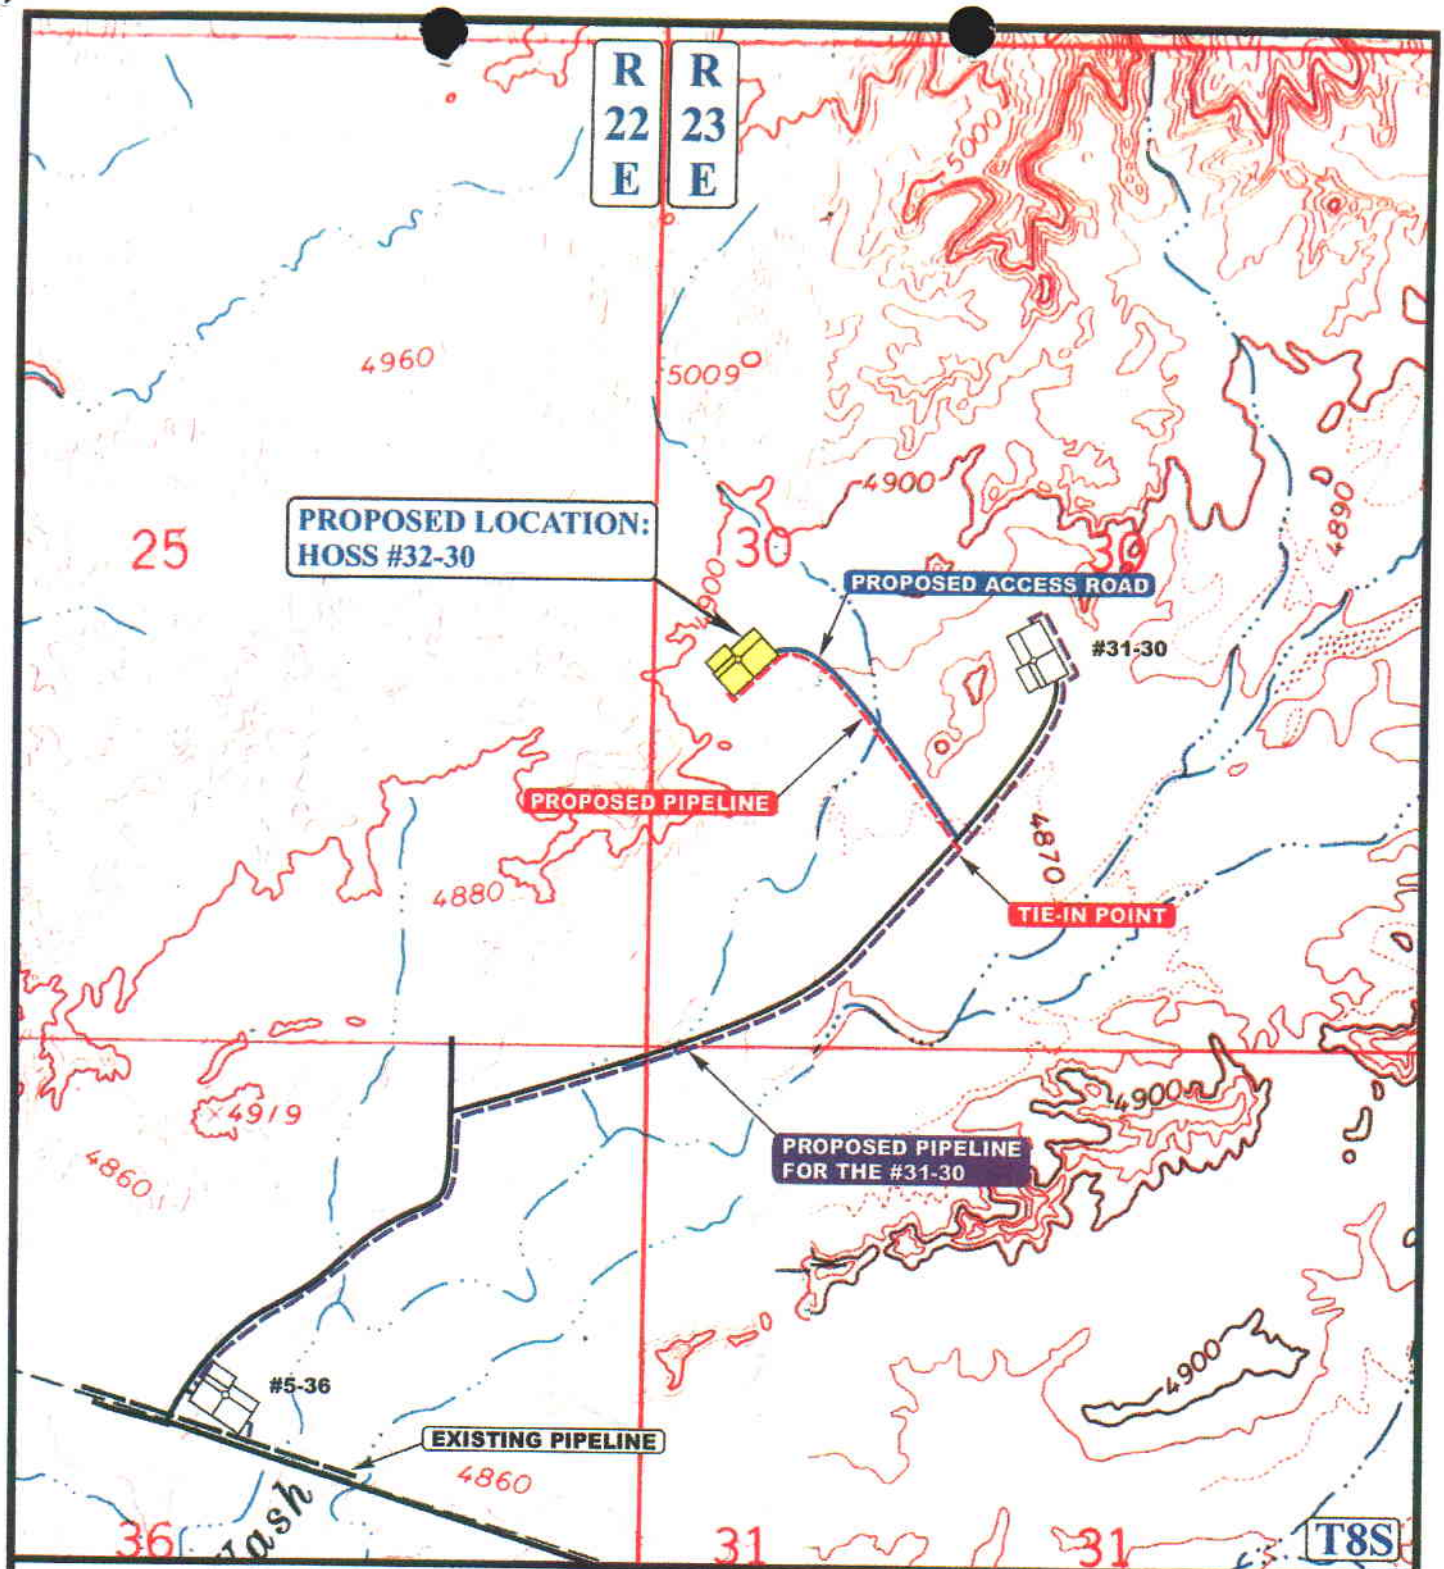 R
22
E
R
23
E
5000
4960
5009
4900
4890
PROPOSED LOCATION:
HOSS #32-30
25
30
30
4900
PROPOSED ACCESS ROAD
#31-30
PROPOSED PIPELINE
4870
4880
TIE-IN POINT
4919
4900
4860
PROPOSED PIPELINE
FOR THE #31-30
4900
#5-36
EXISTING PIPELINE
4860
36
31
31
T8S